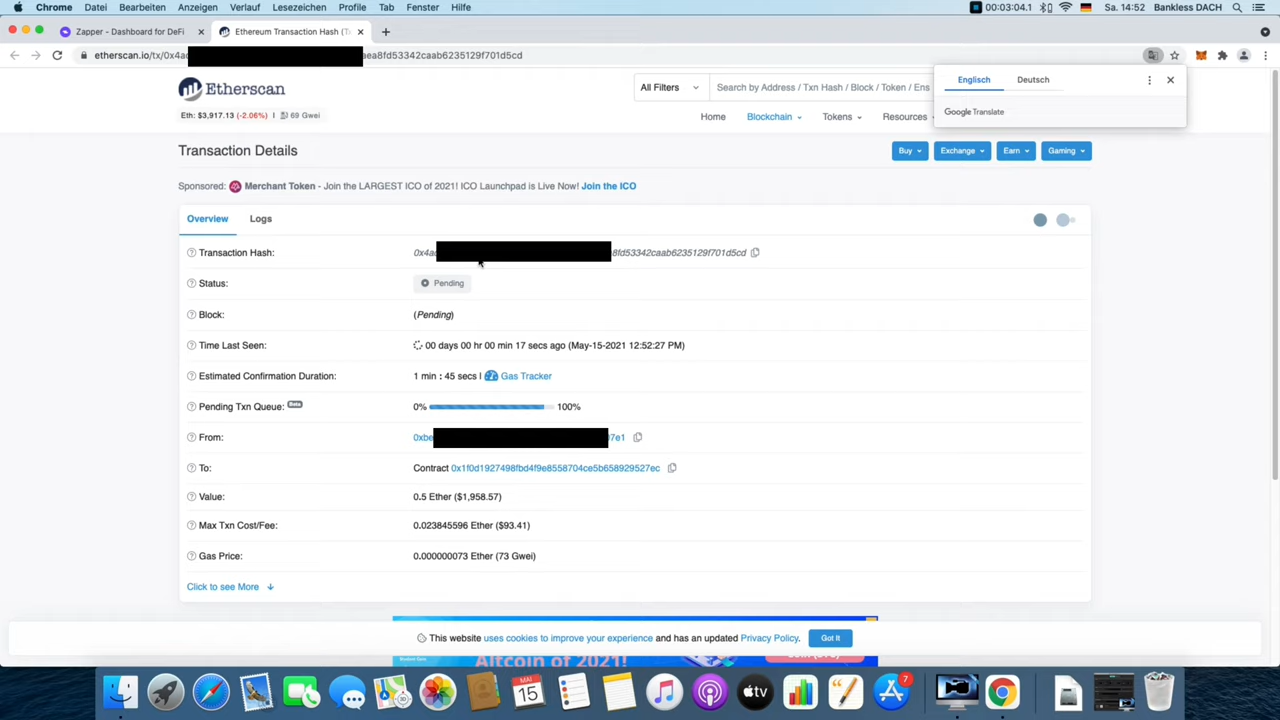 Chrome Datei Bearbeiten Anzeigen Verlauf Lesezeichen Profile Tab Fenster Hilfe 00:03:04.1 Sa. 14:52 Bankless DACH
Zapper - Dashboard for DeFi Ethereum Transaction Hash (T
etherscan.io/tx/0x4ac aea8fd53342caab6235129f701d5cd
Englisch Deutsch
Google Translate
Etherscan
All Filters Search by Address / Txn Hash / Block / Token / Ens
Eth: $3,917.13 (-2.06%) | 69 Gwei
Home Blockchain Tokens Resources
Transaction Details
Buy Exchange Earn Gaming
Sponsored: Merchant Token - Join the LARGEST ICO of 2021! ICO Launchpad is Live Now! Join the ICO
Overview Logs
Transaction Hash: 0x4ac 8fd53342caab6235129f701d5cd
Status: Pending
Block: (Pending)
Time Last Seen: 00 days 00 hr 00 min 17 secs ago (May-15-2021 12:52:27 PM)
Estimated Confirmation Duration: 1 min : 45 secs | Gas Tracker
Pending Txn Queue: Beta 0% 100%
From: 0xbe 7e1
To: Contract 0x1f0d1927498fbd4f9e8558704ce5b658929527ec
Value: 0.5 Ether ($1,958.57)
Max Txn Cost/Fee: 0.023845596 Ether ($93.41)
Gas Price: 0.000000073 Ether (73 Gwei)
Click to see More
This website uses cookies to improve your experience and has an updated Privacy Policy. Got It
Altcoin of 2021!
MAI
15
tv
7